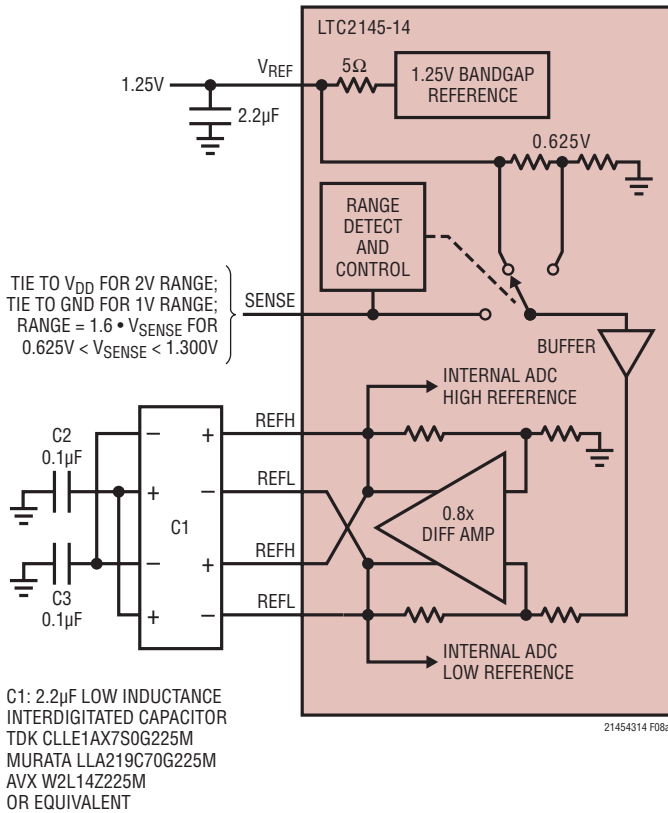 LTC2145-14
VREF
5Ω
1.25V
1.25V BANDGAP
REFERENCE
2.2µF
0.625V
RANGE
DETECT
AND
CONTROL
TIE TO VDD FOR 2V RANGE;
TIE TO GND FOR 1V RANGE;
RANGE = 1.6 • VSENSE FOR
0.625V < VSENSE < 1.300V
SENSE
BUFFER
INTERNAL ADC
HIGH REFERENCE
REFH
REFL
REFH
REFL
C2
0.1µF
C3
0.1µF
– +
+ –
– +
+ –
C1
0.8x
DIFF AMP
INTERNAL ADC
LOW REFERENCE
C1: 2.2µF LOW INDUCTANCE
INTERDIGITATED CAPACITOR
TDK CLLE1AX7S0G225M
MURATA LLA219C70G225M
AVX W2L14Z225M
OR EQUIVALENT
21454314 F08a